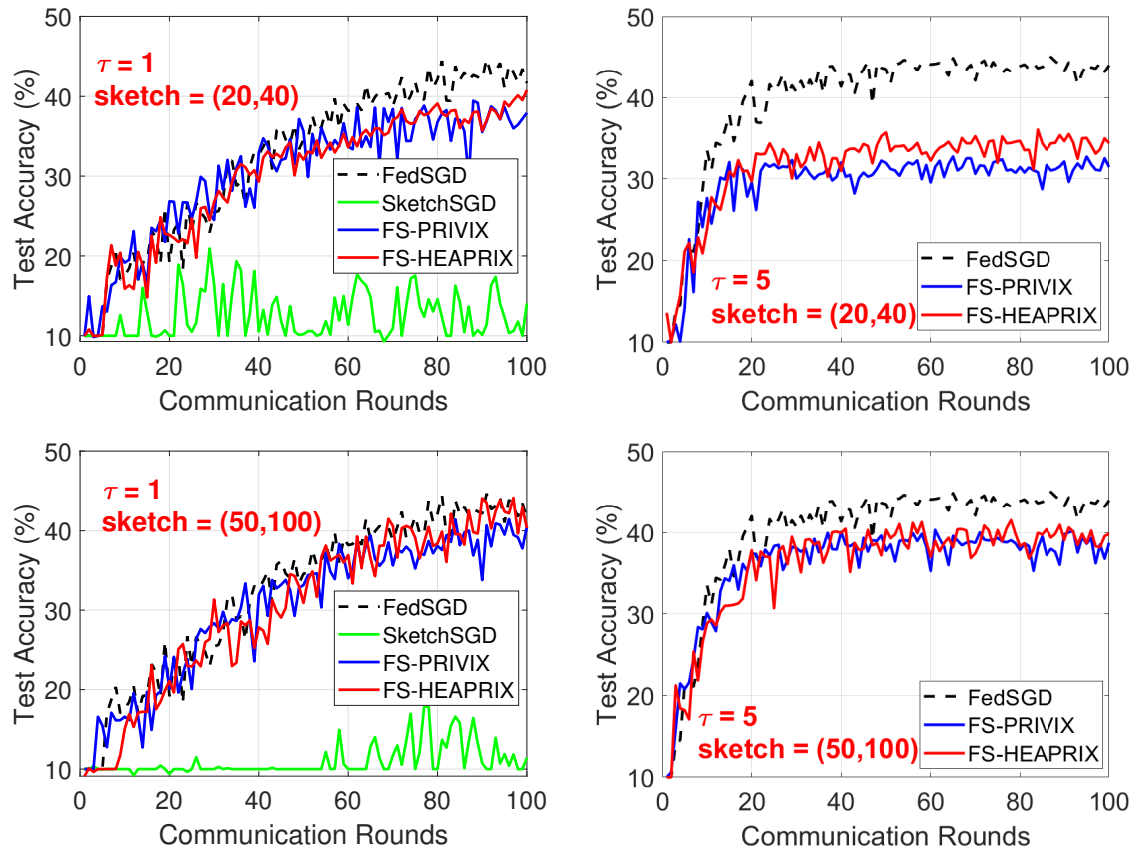 50
40
30
20
10
Test Accuracy (%)
τ = 1
sketch = (20,40)
FedSGD
SketchSGD
FS-PRIVIX
FS-HEAPRIX
0 20 40 60 80 100
Communication Rounds
50
40
30
20
10
Test Accuracy (%)
τ = 5
sketch = (20,40)
FedSGD
FS-PRIVIX
FS-HEAPRIX
0 20 40 60 80 100
Communication Rounds
50
40
30
20
10
Test Accuracy (%)
τ = 1
sketch = (50,100)
FedSGD
SketchSGD
FS-PRIVIX
FS-HEAPRIX
0 20 40 60 80 100
Communication Rounds
50
40
30
20
10
Test Accuracy (%)
τ = 5
sketch = (50,100)
FedSGD
FS-PRIVIX
FS-HEAPRIX
0 20 40 60 80 100
Communication Rounds